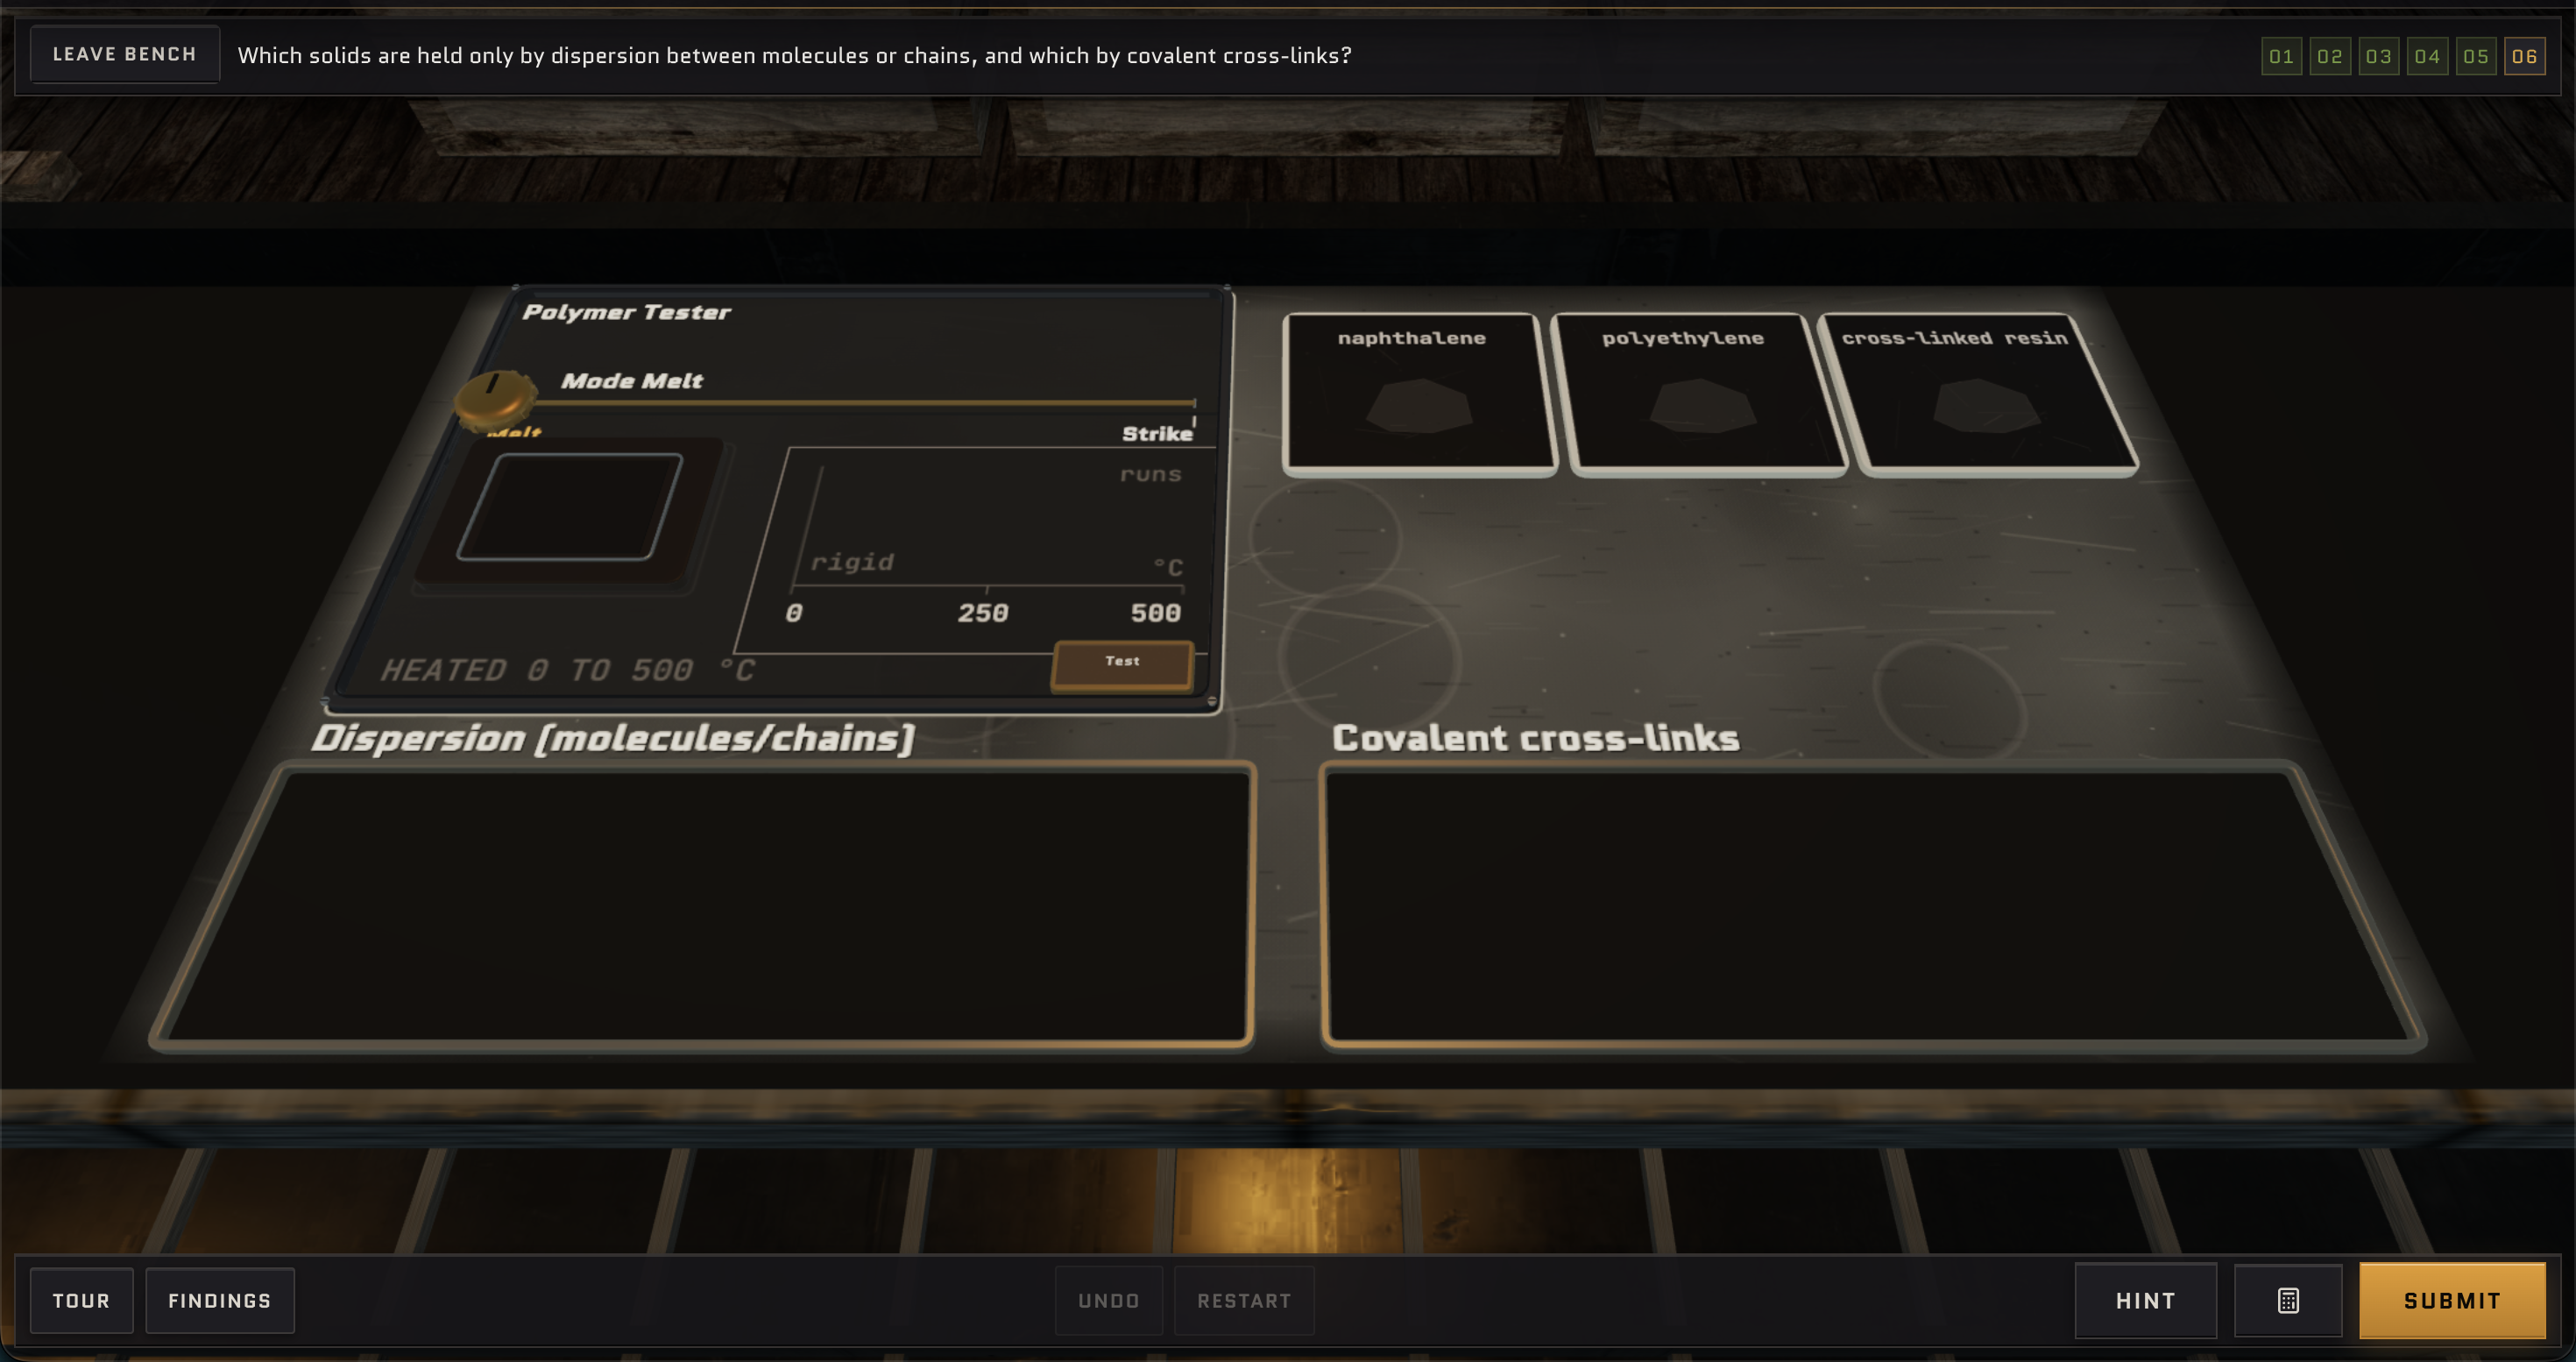 LEAVE BENCH
Which solids are held only by dispersion between molecules or chains, and which by covalent cross-links?
01 02 03 04 05 06
Polymer Tester
Mode Melt
Melt
Strike
runs
rigid
°C
0 250 500
HEATED 0 TO 500 °C
Test
naphthalene
polyethylene
cross-linked resin
Dispersion (molecules/chains)
Covalent cross-links
TOUR
FINDINGS
UNDO
RESTART
HINT
SUBMIT